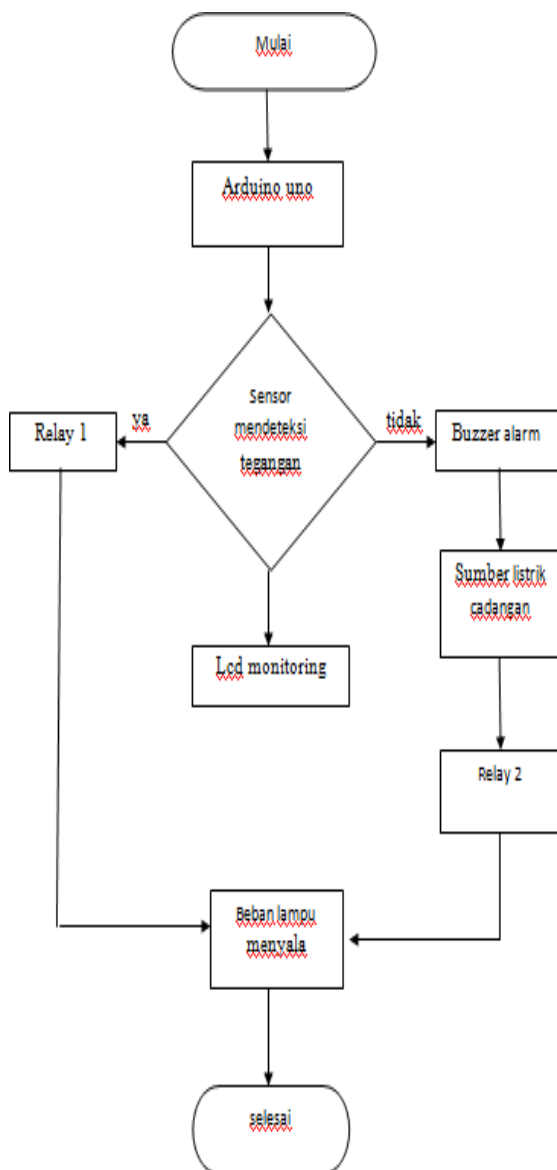 Mulai
Arduino uno
Sensor
mendeteksi
tegangan
ya
tidak
Relay 1
Buzzer alarm
Sumber listrik
cadangan
Lcd monitoring
Relay 2
Beban lampu
menyala
selesai